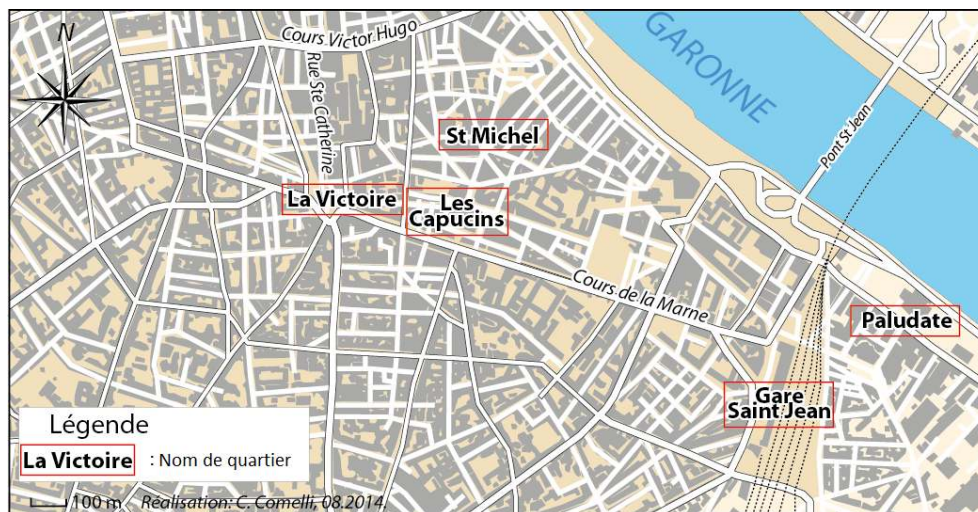 N
Cours Victor Hugo
Rue Ste Catherine
GARONNE
Pont St Jean
St Michel
La Victoire
Les
Capucins
Cours de la Marne
Paludate
Gare
Saint Jean
Légende
La Victoire : Nom de quartier
100 m Réalisation: C. Comelli, 08.2014.